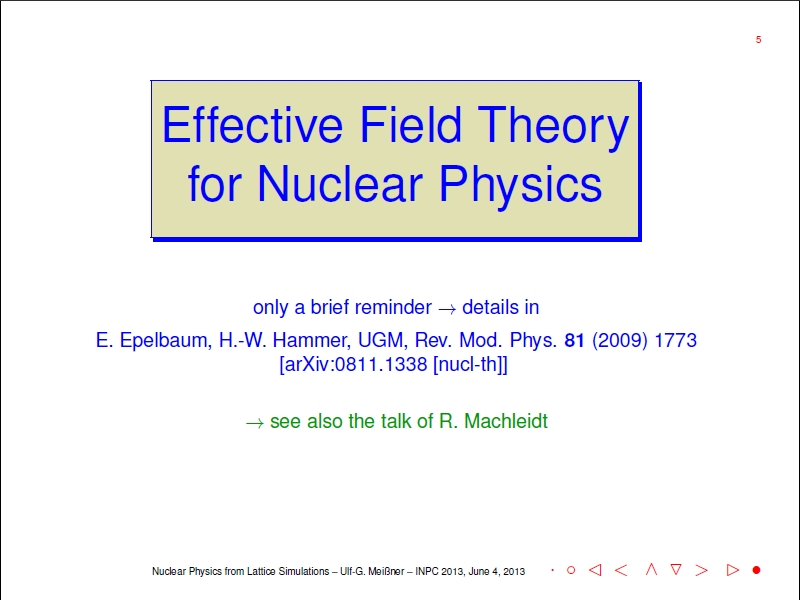 5
Effective Field Theory
for Nuclear Physics
only a brief reminder → details in
E. Epelbaum, H.-W. Hammer, UGM, Rev. Mod. Phys. 81 (2009) 1773
[arXiv:0811.1338 [nucl-th]]
→ see also the talk of R. Machleidt
Nuclear Physics from Lattice Simulations – Ulf-G. Meißner – INPC 2013, June 4, 2013